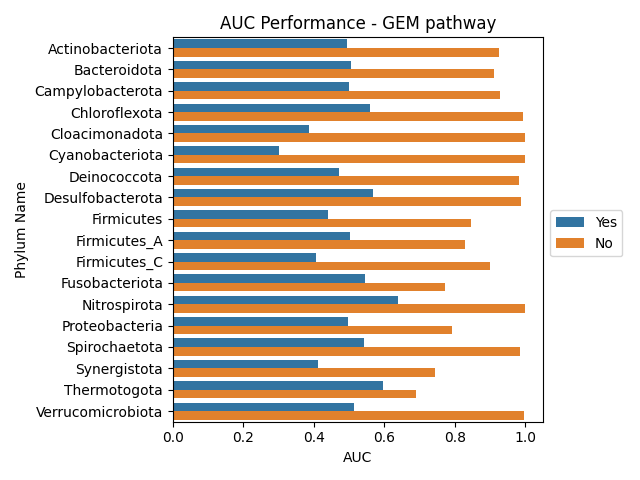 AUC Performance - GEM pathway
Phylum Name
Actinobacteriota
Bacteroidota
Campylobacterota
Chloroflexota
Cloacimonadota
Cyanobacteriota
Deinococcota
Desulfobacterota
Firmicutes
Firmicutes_A
Firmicutes_C
Fusobacteriota
Nitrospirota
Proteobacteria
Spirochaetota
Synergistota
Thermotogota
Verrucomicrobiota
Yes
No
0.0 0.2 0.4 0.6 0.8 1.0
AUC